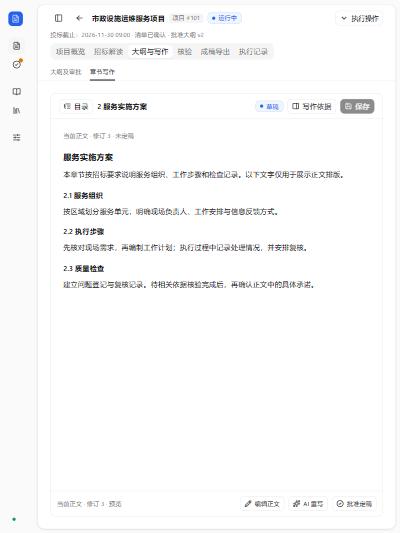 市政设施运维服务项目 项目 #101 运行中 执行操作
投标截止：2026-11-30 09:00 · 清单已确认 · 批准大纲 v2
项目概览 招标解读 大纲与写作 核验 成稿导出 执行记录
大纲及审批 章节写作
目录 2 服务实施方案 草稿 写作依据 保存
当前正文 · 修订 3 · 未定稿
服务实施方案
本章节按招标要求说明服务组织、工作步骤和检查记录。以下文字仅用于展示正文排版。
2.1 服务组织
按区域划分服务单元，明确现场负责人、工作安排与信息反馈方式。
2.2 执行步骤
先核对现场需求，再编制工作计划；执行过程中记录处理情况，并安排复核。
2.3 质量检查
建立问题登记与复核记录。待相关依据核验完成后，再确认正文中的具体承诺。
当前正文 · 修订 3 · 预览 编辑正文 AI 重写 批准定稿